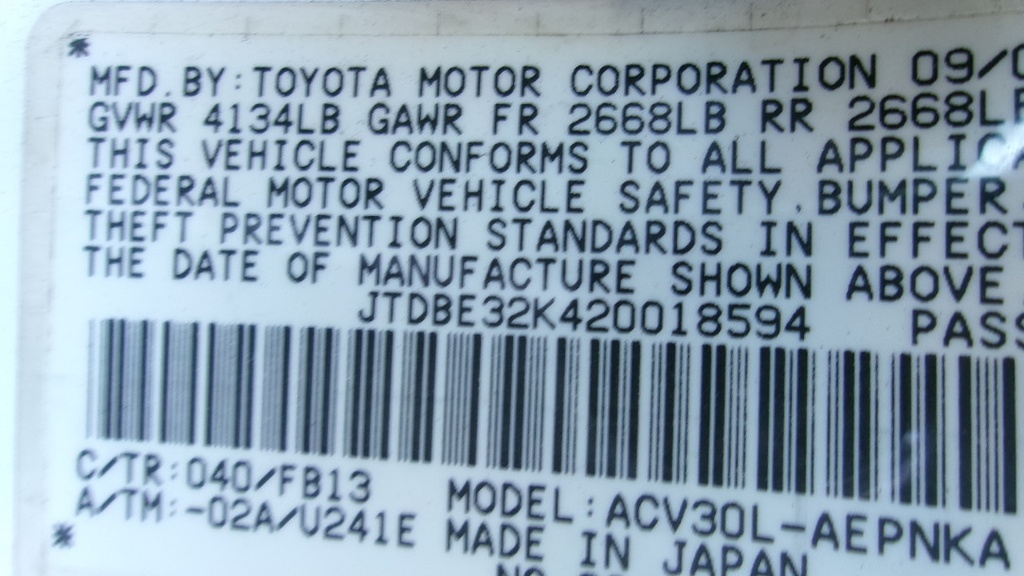 *
MFD. BY: TOYOTA MOTOR CORPORATION 09/
GVWR 4134LB GAWR FR 2668LB RR 2668L
THIS VEHICLE CONFORMS TO ALL APPLI
FEDERAL MOTOR VEHICLE SAFETY, BUMPER
THEFT PREVENTION STANDARDS IN EFFECT
THE DATE OF MANUFACTURE SHOWN ABOVE
JTDBE32K420018594 PASS
C/TR:040/FB13
MODEL:ACV30L-AEPNKA
A/TM:-02A/U241E
MADE IN JAPAN
*